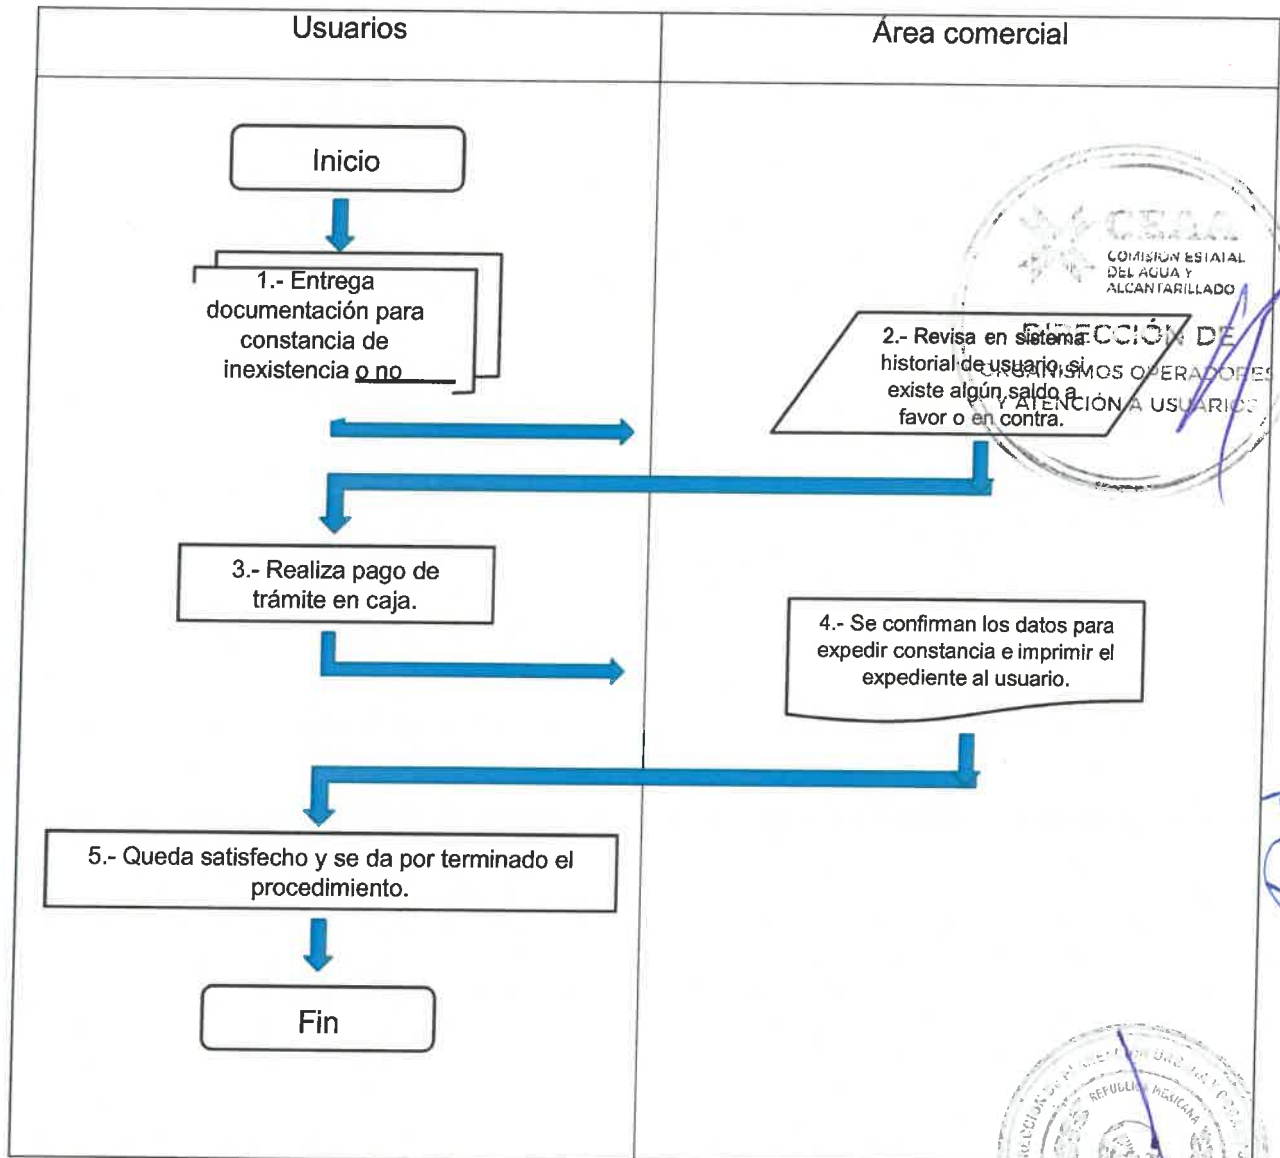 Usuarios
Área comercial
Inicio
1.- Entrega
documentación para
constancia de
inexistencia o no
COMISIÓN ESTATAL
DEL AGUA Y
ALCANTARILLADO
DIRECCIÓN DE
ORGANISMOS OPERADORES
Y ATENCIÓN A USUARIOS
2.- Revisa en sistema
historial de usuario, si
existe algún saldo a
favor o en contra.
3.- Realiza pago de
trámite en caja.
4.- Se confirman los datos para
expedir constancia e imprimir el
expediente al usuario.
5.- Queda satisfecho y se da por terminado el
procedimiento.
Fin
REPUBLICA MEXICANA